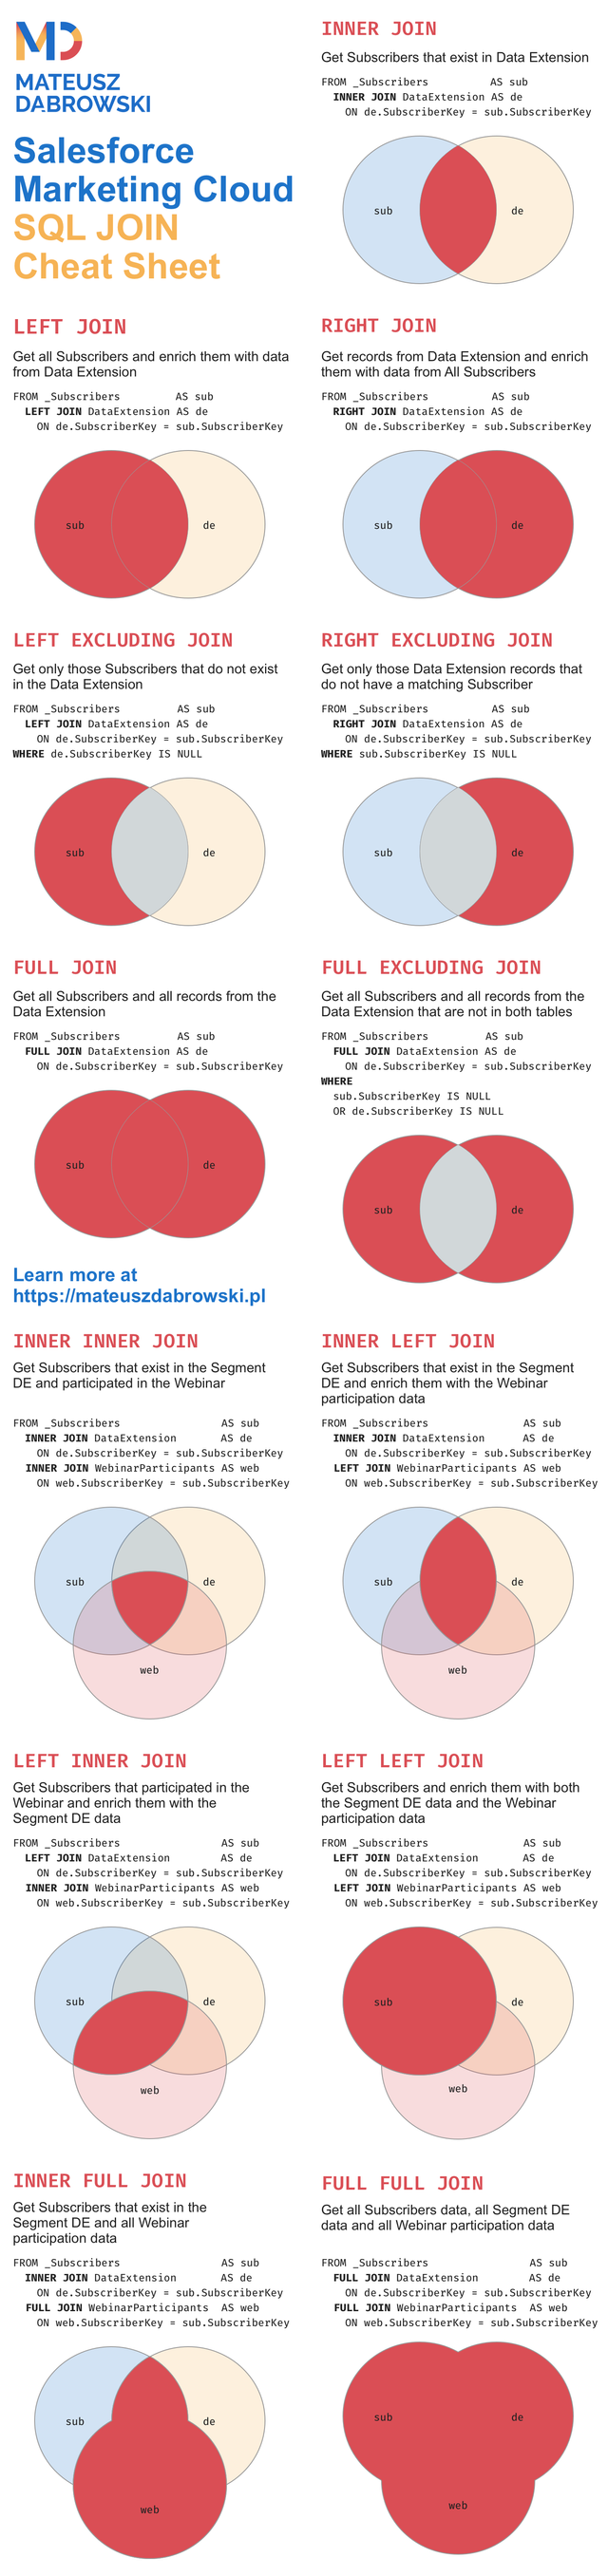 MD
MATEUSZ
DĄBROWSKI
Salesforce
Marketing Cloud
SQL JOIN
Cheat Sheet
INNER JOIN
Get Subscribers that exist in Data Extension
FROM _Subscribers AS sub
INNER JOIN DataExtension AS de
ON de.SubscriberKey = sub.SubscriberKey
sub de
LEFT JOIN
Get all Subscribers and enrich them with data
from Data Extension
FROM _Subscribers AS sub
LEFT JOIN DataExtension AS de
ON de.SubscriberKey = sub.SubscriberKey
sub de
RIGHT JOIN
Get records from Data Extension and enrich
them with data from All Subscribers
FROM _Subscribers AS sub
RIGHT JOIN DataExtension AS de
ON de.SubscriberKey = sub.SubscriberKey
sub de
LEFT EXCLUDING JOIN
Get only those Subscribers that do not exist
in the Data Extension
FROM _Subscribers AS sub
LEFT JOIN DataExtension AS de
ON de.SubscriberKey = sub.SubscriberKey
WHERE de.SubscriberKey IS NULL
sub de
RIGHT EXCLUDING JOIN
Get only those Data Extension records that
do not have a matching Subscriber
FROM _Subscribers AS sub
RIGHT JOIN DataExtension AS de
ON de.SubscriberKey = sub.SubscriberKey
WHERE sub.SubscriberKey IS NULL
sub de
FULL JOIN
Get all Subscribers and all records from the
Data Extension
FROM _Subscribers AS sub
FULL JOIN DataExtension AS de
ON de.SubscriberKey = sub.SubscriberKey
sub de
FULL EXCLUDING JOIN
Get all Subscribers and all records from the
Data Extension that are not in both tables
FROM _Subscribers AS sub
FULL JOIN DataExtension AS de
ON de.SubscriberKey = sub.SubscriberKey
WHERE
sub.SubscriberKey IS NULL
OR de.SubscriberKey IS NULL
sub de
Learn more at
https://mateuszdabrowski.pl
INNER INNER JOIN
Get Subscribers that exist in the Segment
DE and participated in the Webinar
FROM _Subscribers AS sub
INNER JOIN DataExtension AS de
ON de.SubscriberKey = sub.SubscriberKey
INNER JOIN WebinarParticipants AS web
ON web.SubscriberKey = sub.SubscriberKey
sub de
web
INNER LEFT JOIN
Get Subscribers that exist in the Segment
DE and enrich them with the Webinar
participation data
FROM _Subscribers AS sub
INNER JOIN DataExtension AS de
ON de.SubscriberKey = sub.SubscriberKey
LEFT JOIN WebinarParticipants AS web
ON web.SubscriberKey = sub.SubscriberKey
sub de
web
LEFT INNER JOIN
Get Subscribers that participated in the
Webinar and enrich them with the
Segment DE data
FROM _Subscribers AS sub
LEFT JOIN DataExtension AS de
ON de.SubscriberKey = sub.SubscriberKey
INNER JOIN WebinarParticipants AS web
ON web.SubscriberKey = sub.SubscriberKey
sub de
web
LEFT LEFT JOIN
Get Subscribers and enrich them with both
the Segment DE data and the Webinar
participation data
FROM _Subscribers AS sub
LEFT JOIN DataExtension AS de
ON de.SubscriberKey = sub.SubscriberKey
LEFT JOIN WebinarParticipants AS web
ON web.SubscriberKey = sub.SubscriberKey
sub de
web
INNER FULL JOIN
Get Subscribers that exist in the
Segment DE and all Webinar
participation data
FROM _Subscribers AS sub
INNER JOIN DataExtension AS de
ON de.SubscriberKey = sub.SubscriberKey
FULL JOIN WebinarParticipants AS web
ON web.SubscriberKey = sub.SubscriberKey
sub de
web
FULL FULL JOIN
Get all Subscribers data, all Segment DE
data and all Webinar participation data
FROM _Subscribers AS sub
FULL JOIN DataExtension AS de
ON de.SubscriberKey = sub.SubscriberKey
FULL JOIN WebinarParticipants AS web
ON web.SubscriberKey = sub.SubscriberKey
sub de
web